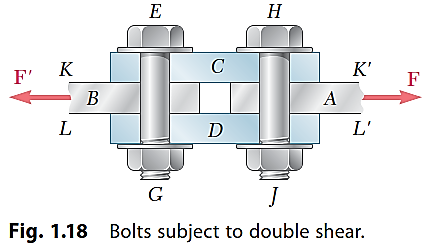 E H
F' K C K' F
B A
L D L'
G J
Fig. 1.18 Bolts subject to double shear.